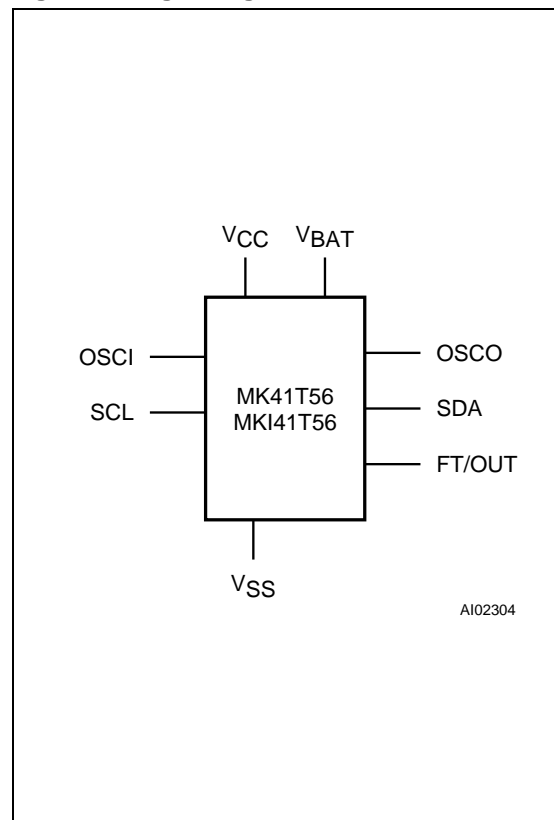 VCC VBAT
OSCI OSCO
MK41T56
SCL SDA
MKI41T56
FT/OUT
VSS
AI02304